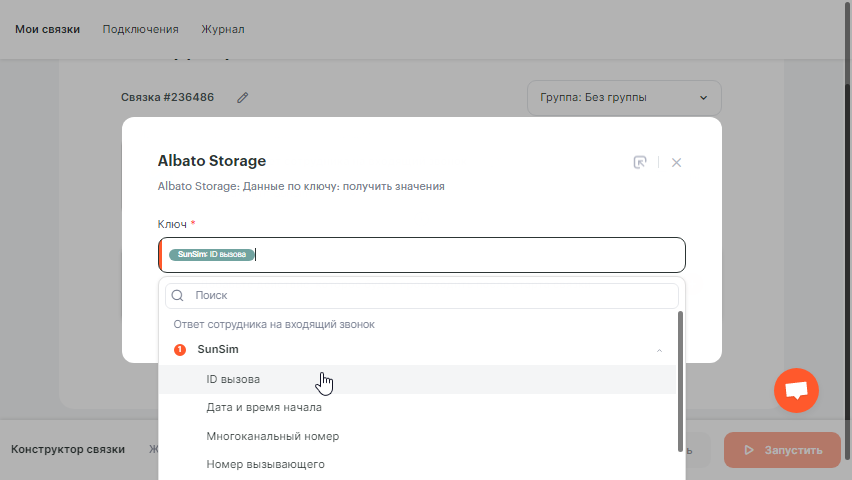 Мои связки Подключения Журнал
Связка #236486 Группа: Без группы
Albato Storage
Albato Storage: Данные по ключу: получить значения
Ключ *
SunSim: ID вызова
Поиск
Ответ сотрудника на входящий звонок
1 SunSim
ID вызова
Дата и время начала
Многоканальный номер
Номер вызывающего
Конструктор связки
Запустить